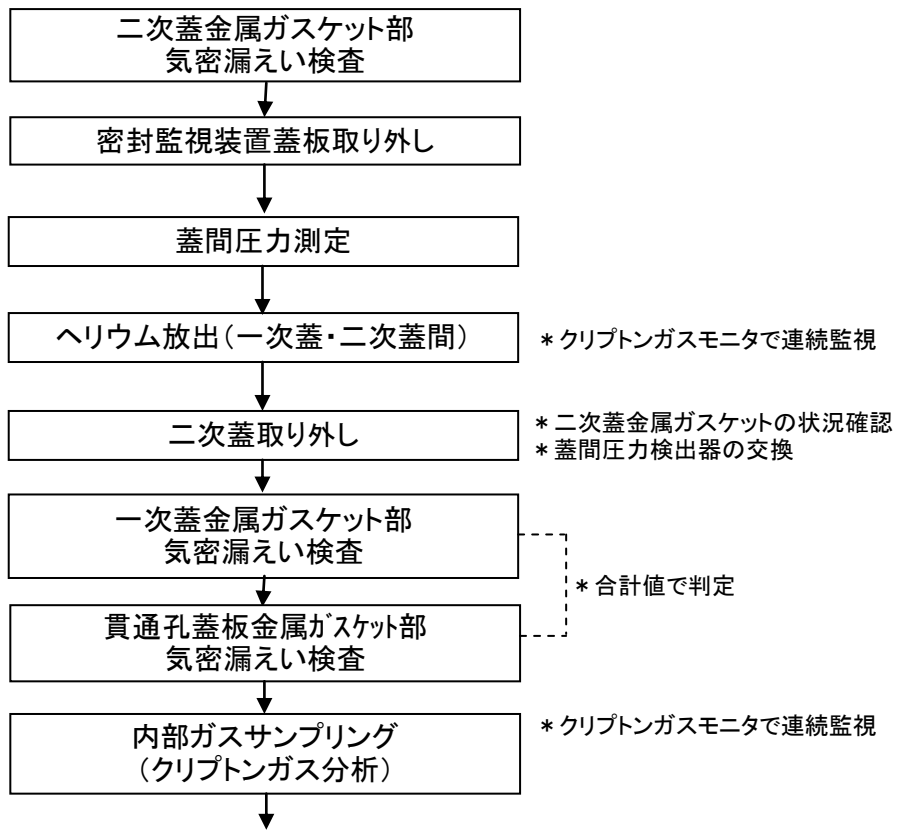 二次蓋金属ガスケット部
気密漏えい検査
密封監視装置蓋板取り外し
蓋間圧力測定
ヘリウム放出(一次蓋・二次蓋間)
＊クリプトンガスモニタで連続監視
二次蓋取り外し
＊二次蓋金属ガスケットの状況確認
＊蓋間圧力検出器の交換
一次蓋金属ガスケット部
気密漏えい検査
＊合計値で判定
貫通孔蓋板金属ｶﾞｽｹｯﾄ部
気密漏えい検査
内部ガスサンプリング
(クリプトンガス分析)
＊クリプトンガスモニタで連続監視